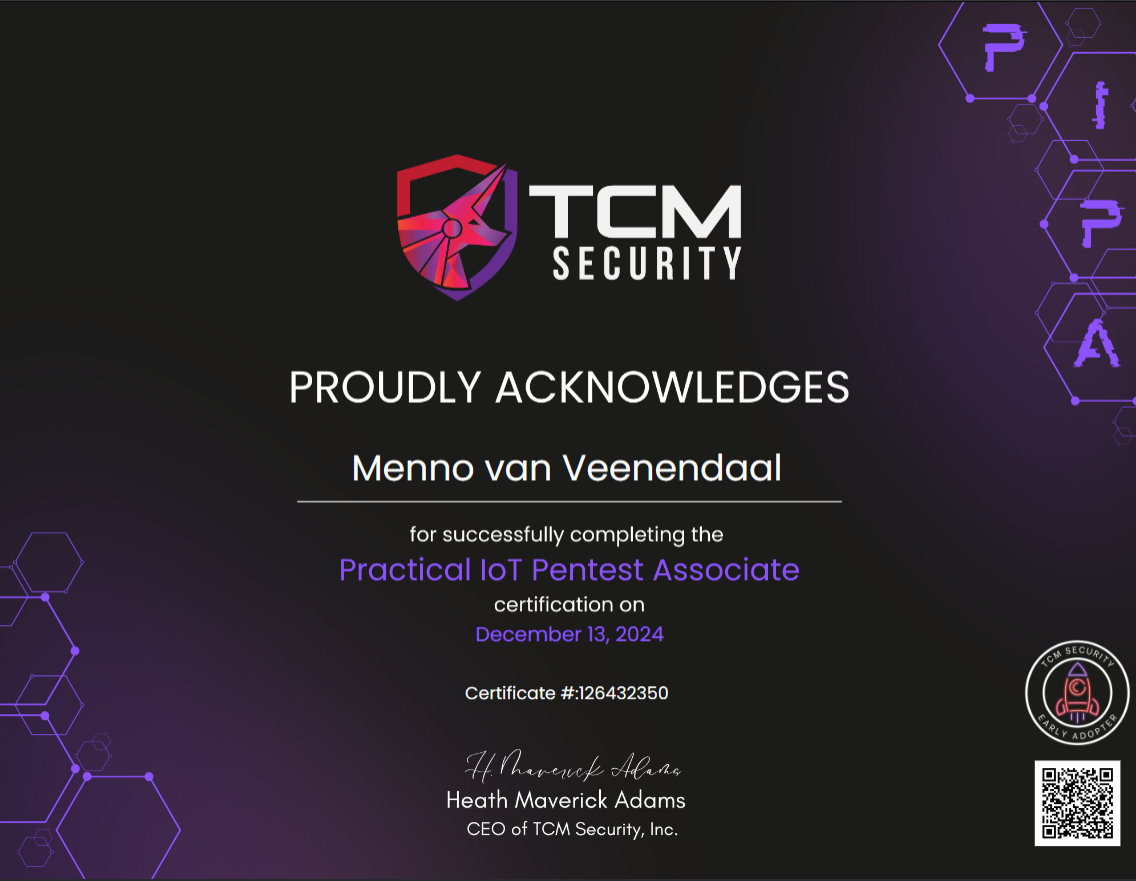 P
I
P
A
TCM
SECURITY
PROUDLY ACKNOWLEDGES
Menno van Veenendaal
for successfully completing the
Practical IoT Pentest Associate
certification on
December 13, 2024
Certificate #:126432350
TCM SECURITY
EARLY ADOPTER
H. Maverick Adams
Heath Maverick Adams
CEO of TCM Security, Inc.